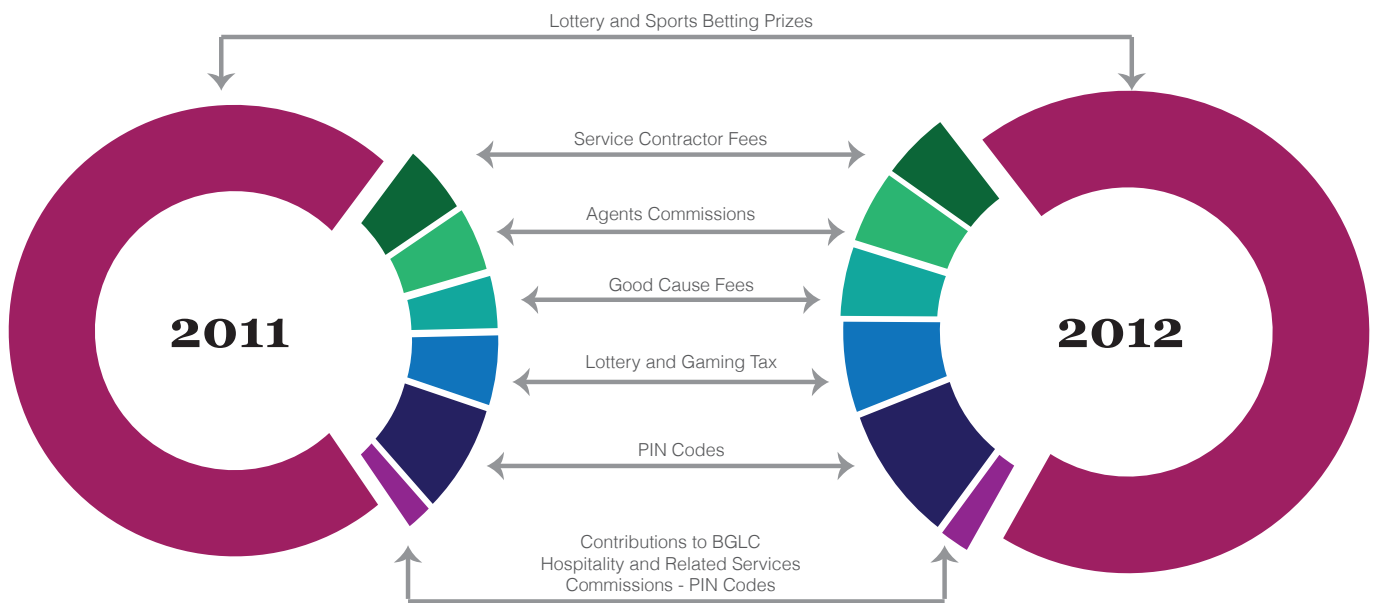 Lottery and Sports Betting Prizes
Service Contractor Fees
Agents Commissions
Good Cause Fees
2011
2012
Lottery and Gaming Tax
PIN Codes
Contributions to BGLC
Hospitality and Related Services
Commissions - PIN Codes